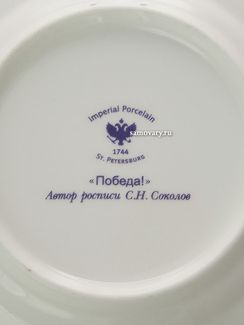 Imperial Porcelain
samovary.ru
1744
St. Petersburg
«Победа!»
Автор росписи С.Н. Соколов